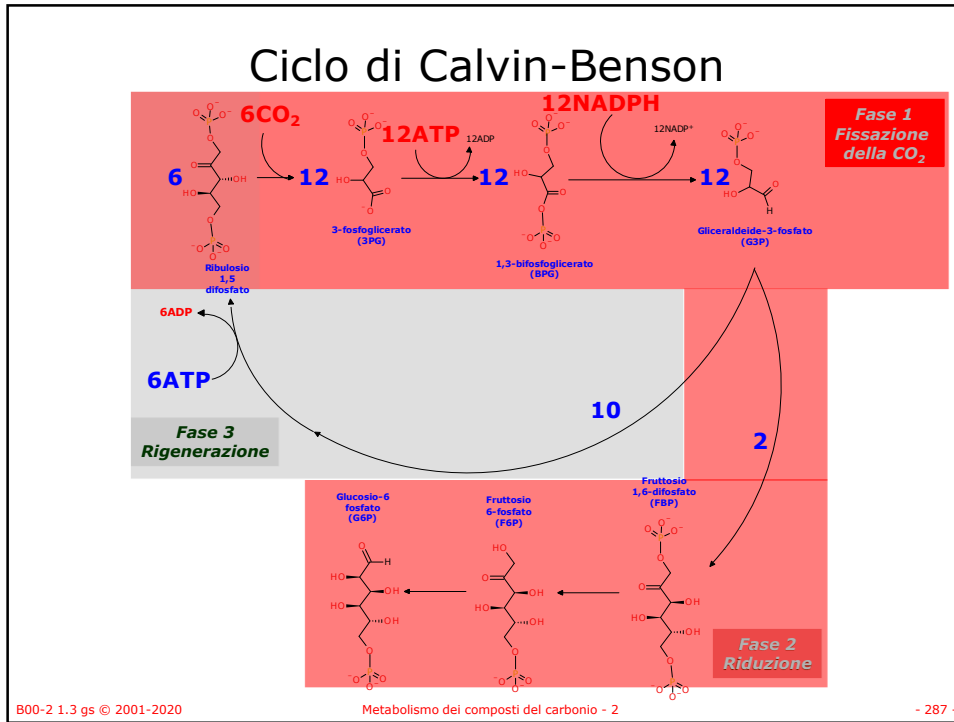 Ciclo di Calvin-Benson
6CO2
12ATP
12ADP
12NADPH
12NADP+
Fase 1
Fissazione
della CO2
6
12
12
12
3-fosfoglicerato
(3PG)
1,3-bifosfoglicerato
(BPG)
Gliceraldeide-3-fosfato
(G3P)
Ribulosio
1,5
difosfato
6ADP
6ATP
Fase 3
Rigenerazione
10
2
Glucosio-6
fosfato
(G6P)
Fruttosio
6-fosfato
(F6P)
Fruttosio
1,6-difosfato
(FBP)
Fase 2
Riduzione
B00-2 1.3 gs © 2001-2020
Metabolismo dei composti del carbonio - 2
- 287 -